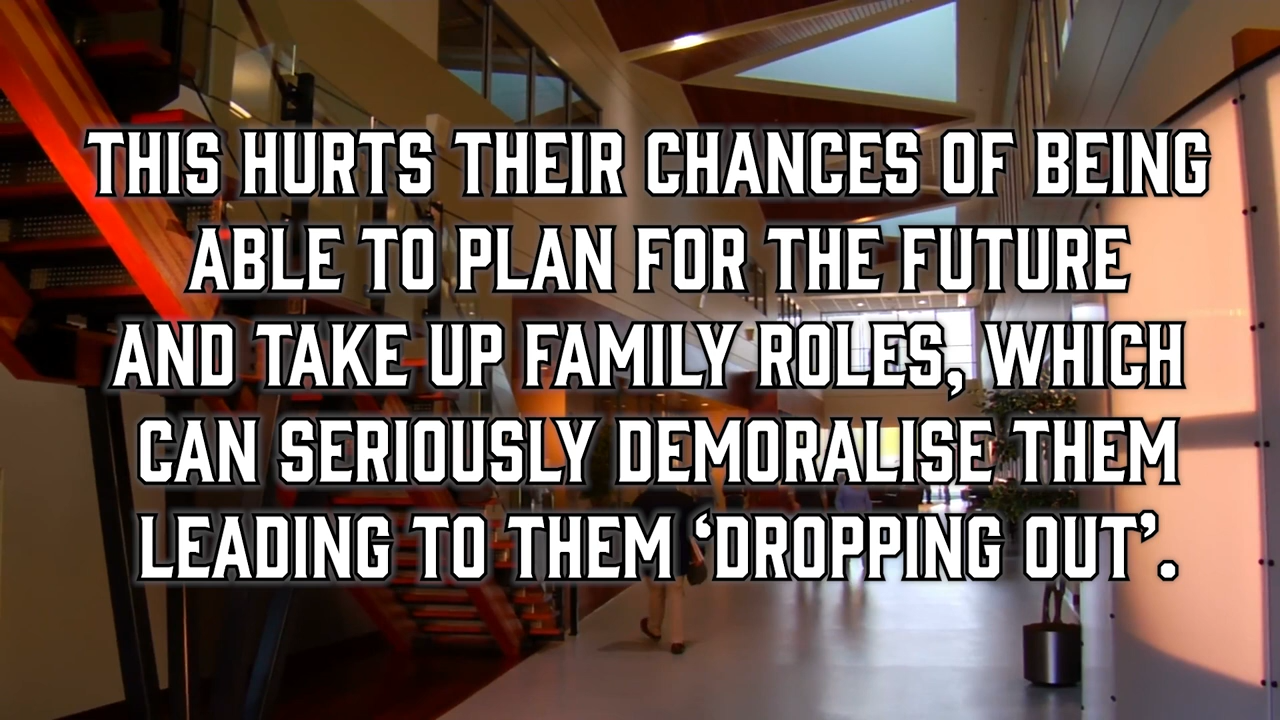 THIS HURTS THEIR CHANCES OF BEING
ABLE TO PLAN FOR THE FUTURE
AND TAKE UP FAMILY ROLES, WHICH
CAN SERIOUSLY DEMORALISE THEM
LEADING TO THEM ‘DROPPING OUT’.